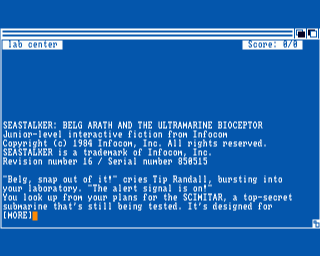 lab center Score: 0/0
SEASTALKER: BELG ARATH AND THE ULTRAMARINE BIOCEPTOR
Junior-level interactive fiction from Infocom
Copyright (c) 1984 Infocom, Inc. All rights reserved.
SEASTALKER is a trademark of Infocom, Inc.
Revision number 16 / Serial number 850515
"Belg, snap out of it!" cries Tip Randall, bursting into
your laboratory. "The alert signal is on!"
You look up from your plans for the SCIMITAR, a top-secret
submarine that's still being tested. It's designed for
[MORE]